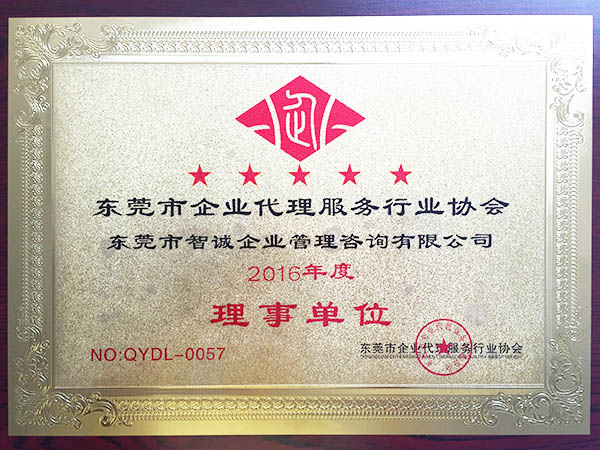 东莞市企业代理服务行业协会
东莞市智诚企业管理咨询有限公司
2016年度
理事单位
NO:QYDL-0057
东莞市企业代理服务行业协会